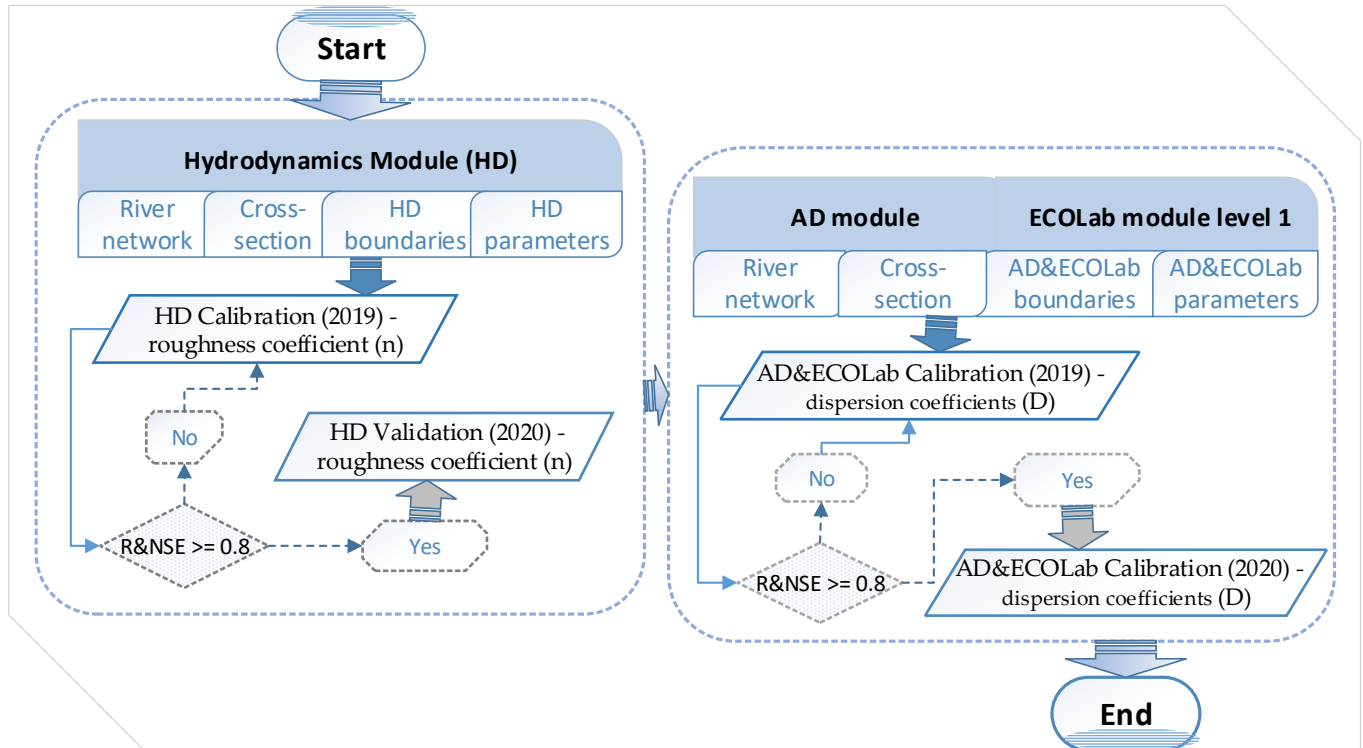 Start
Hydrodynamics Module (HD)
River
network
Cross-
section
HD
boundaries
HD
parameters
HD Calibration (2019) -
roughness coefficient (n)
No
HD Validation (2020) -
roughness coefficient (n)
R&NSE >= 0.8
Yes
AD module
ECOLab module level 1
River
network
Cross-
section
AD&ECOLab
boundaries
AD&ECOLab
parameters
AD&ECOLab Calibration (2019) -
dispersion coefficients (D)
No
Yes
R&NSE >= 0.8
AD&ECOLab Calibration (2020) -
dispersion coefficients (D)
End